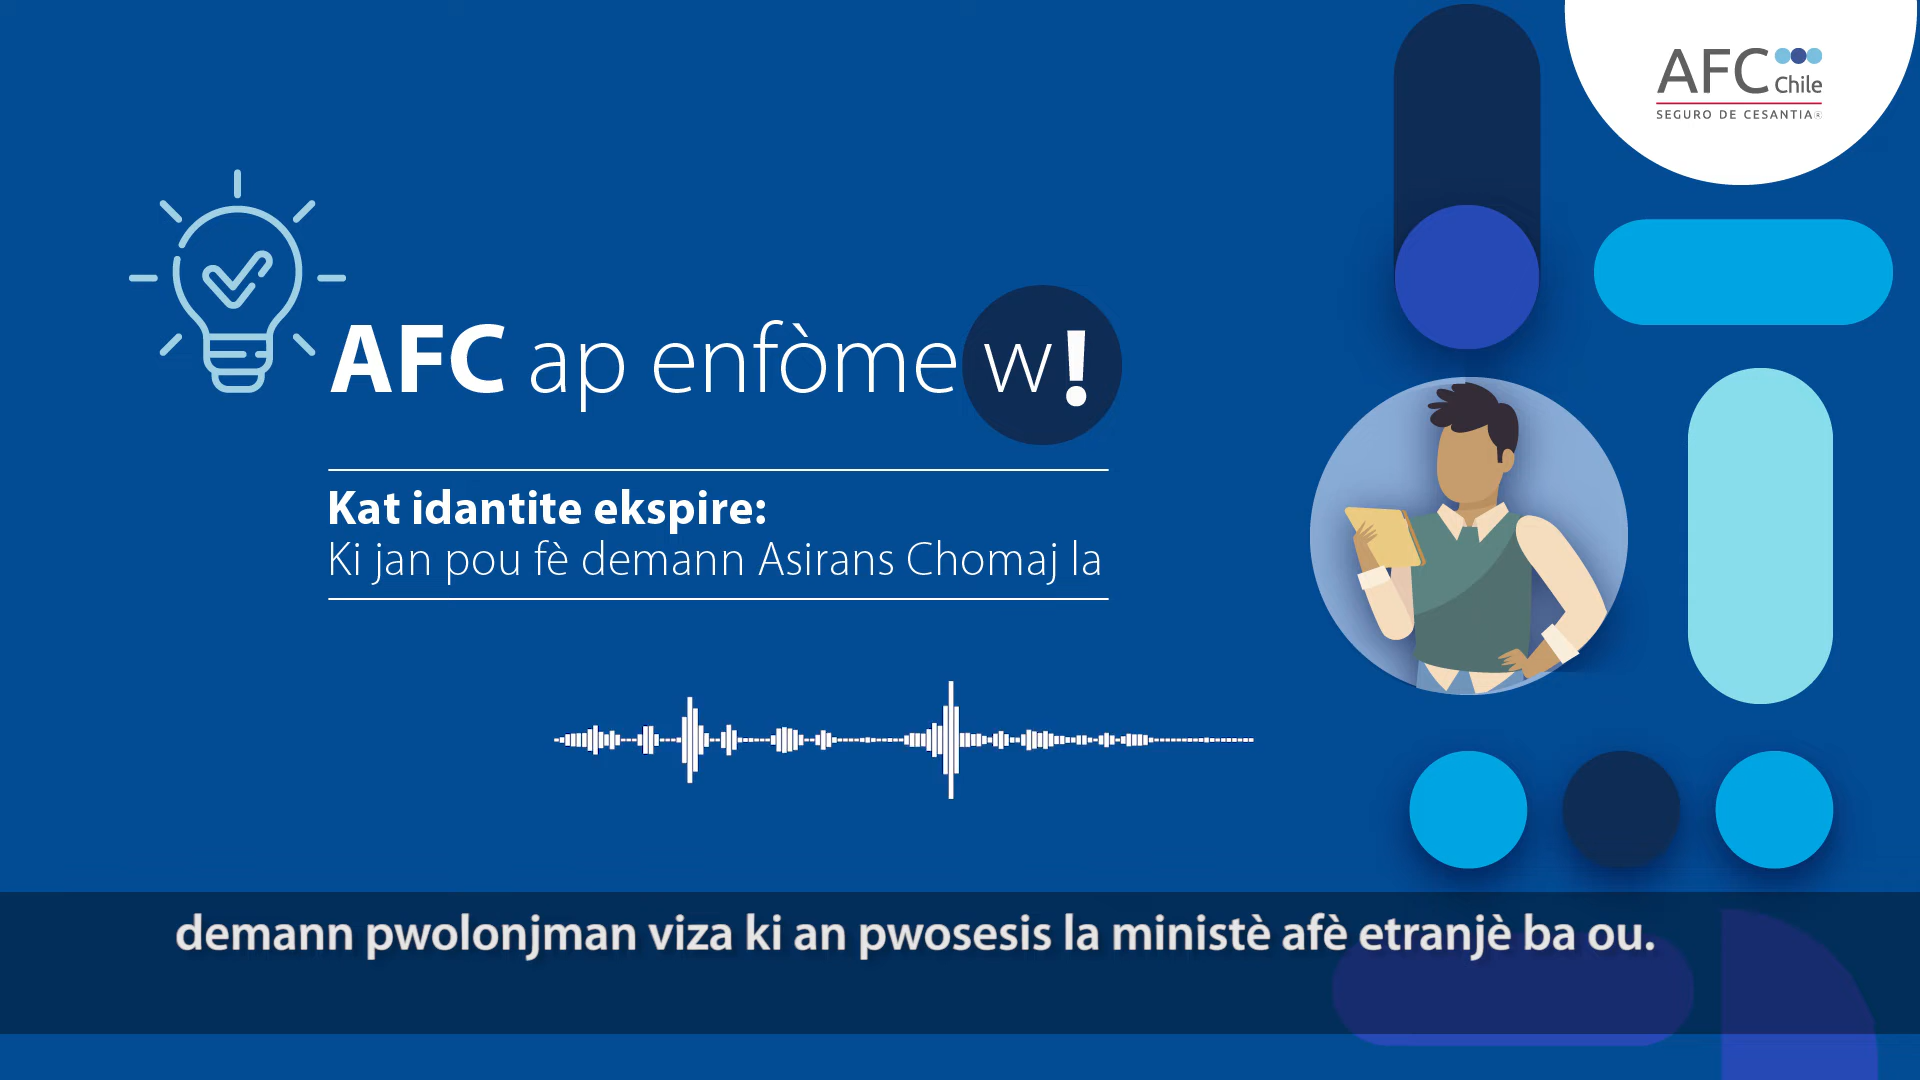 AFC Chile
SEGURO DE CESANTIA®
AFC ap enfòme w!
Kat idantite ekspire:
Ki jan pou fè demann Asirans Chomaj la
demann pwolonjman viza ki an pwosesis la ministè afè etranjè ba ou.